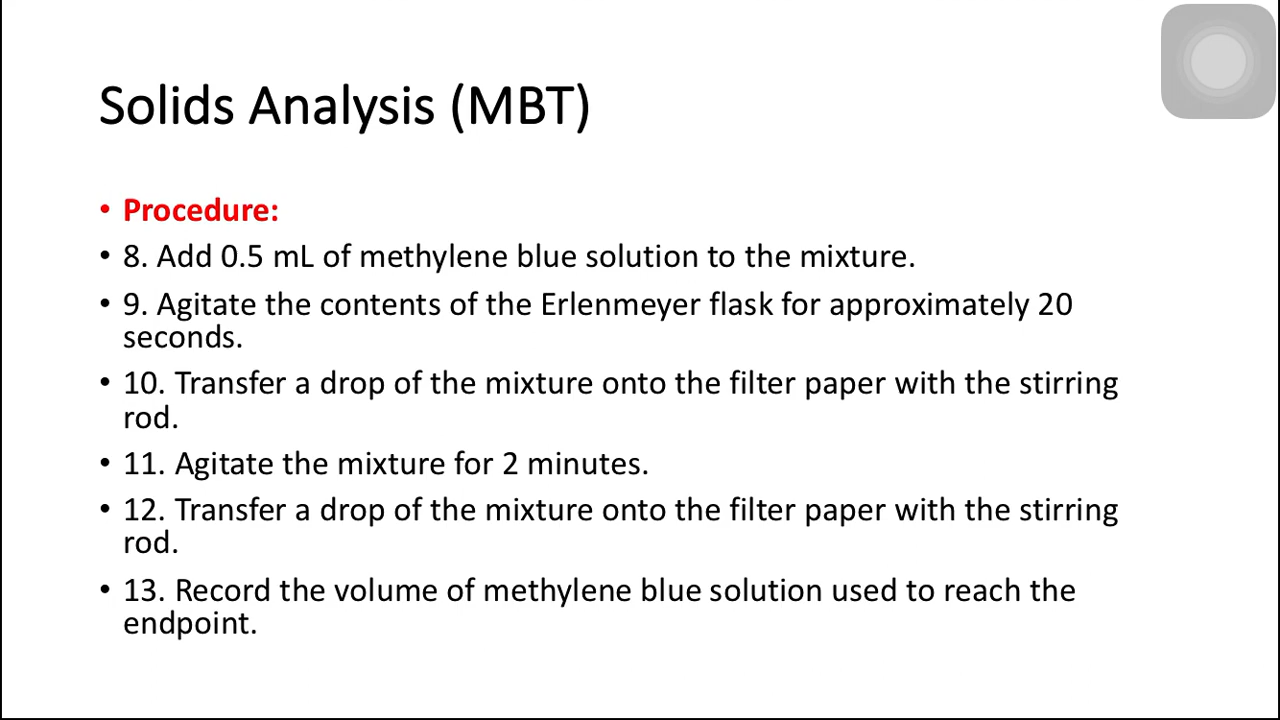 Solids Analysis (MBT)
• Procedure:
• 8. Add 0.5 mL of methylene blue solution to the mixture.
• 9. Agitate the contents of the Erlenmeyer flask for approximately 20
seconds.
• 10. Transfer a drop of the mixture onto the filter paper with the stirring
rod.
• 11. Agitate the mixture for 2 minutes.
• 12. Transfer a drop of the mixture onto the filter paper with the stirring
rod.
• 13. Record the volume of methylene blue solution used to reach the
endpoint.